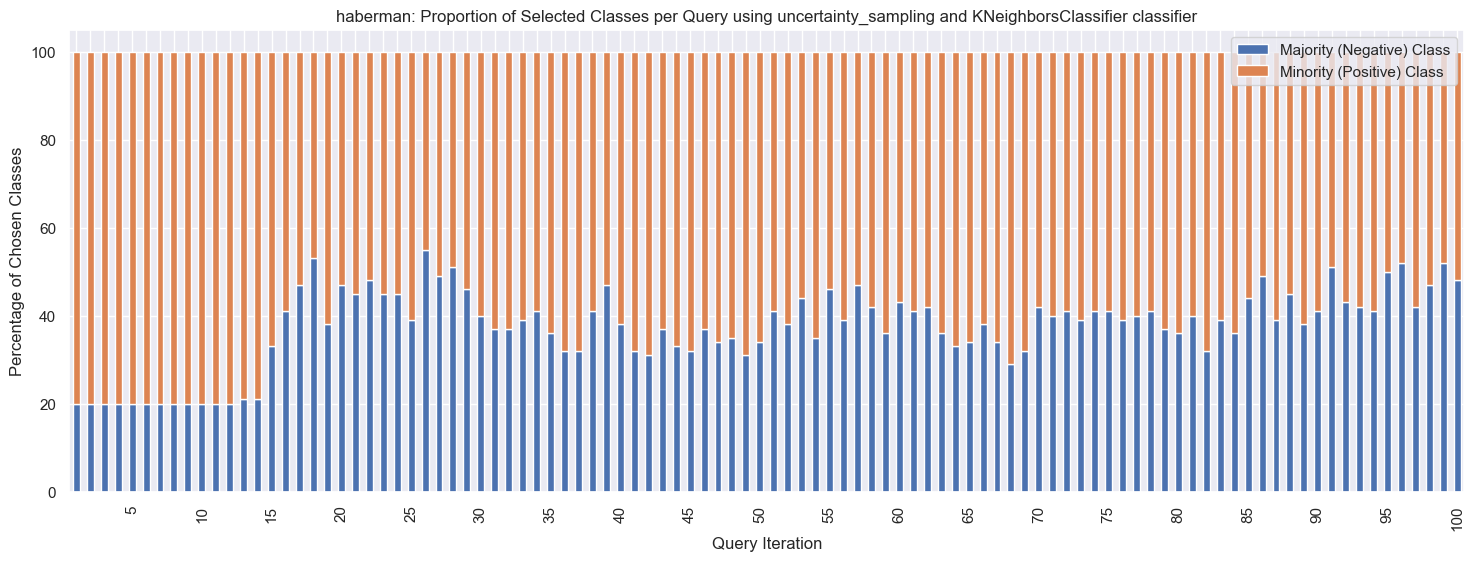 haberman: Proportion of Selected Classes per Query using uncertainty_sampling and KNeighborsClassifier classifier
Majority (Negative) Class
Minority (Positive) Class
Percentage of Chosen Classes
100
80
60
40
20
0
5 10 15 20 25 30 35 40 45 50 55 60 65 70 75 80 85 90 95 100
Query Iteration